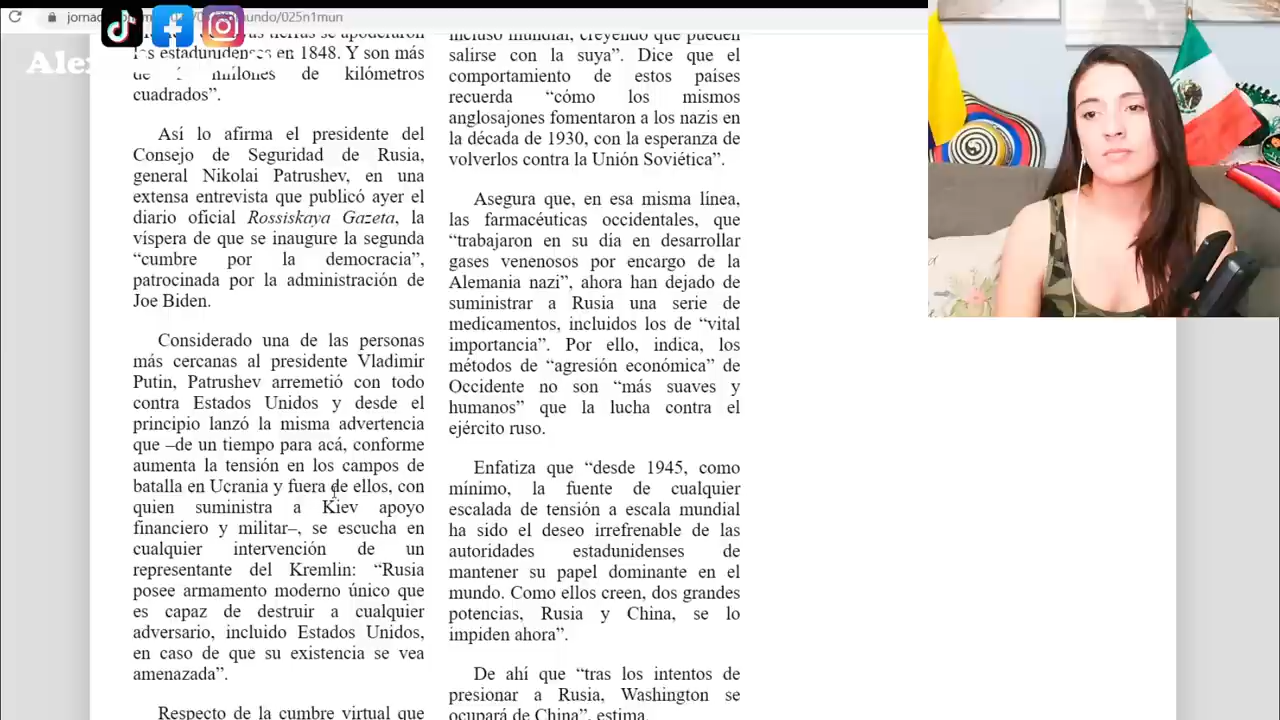 Alex
se apoderaron
los estadunidenses en 1848. Y son más
de millones de kilómetros
cuadrados”.
Así lo afirma el presidente del
Consejo de Seguridad de Rusia,
general Nikolai Patrushev, en una
extensa entrevista que publicó ayer el
diario oficial Rossiskaya Gazeta, la
víspera de que se inaugure la segunda
“cumbre por la democracia”,
patrocinada por la administración de
Joe Biden.
Considerado una de las personas
más cercanas al presidente Vladimir
Putin, Patrushev arremetió con todo
contra Estados Unidos y desde el
principio lanzó la misma advertencia
que –de un tiempo para acá, conforme
aumenta la tensión en los campos de
batalla en Ucrania y fuera de ellos, con
quien suministra a Kiev apoyo
financiero y militar–, se escucha en
cualquier intervención de un
representante del Kremlin: “Rusia
posee armamento moderno único que
es capaz de destruir a cualquier
adversario, incluido Estados Unidos,
en caso de que su existencia se vea
amenazada”.
Respecto de la cumbre virtual que
incluso mundial, creyendo que pueden
salirse con la suya”. Dice que el
comportamiento de estos países
recuerda “cómo los mismos
anglosajones fomentaron a los nazis en
la década de 1930, con la esperanza de
volverlos contra la Unión Soviética”.
Asegura que, en esa misma línea,
las farmacéuticas occidentales, que
“trabajaron en su día en desarrollar
gases venenosos por encargo de la
Alemania nazi”, ahora han dejado de
suministrar a Rusia una serie de
medicamentos, incluidos los de “vital
importancia”. Por ello, indica, los
métodos de “agresión económica” de
Occidente no son “más suaves y
humanos” que la lucha contra el
ejército ruso.
Enfatiza que “desde 1945, como
mínimo, la fuente de cualquier
escalada de tensión a escala mundial
ha sido el deseo irrefrenable de las
autoridades estadunidenses de
mantener su papel dominante en el
mundo. Como ellos creen, dos grandes
potencias, Rusia y China, se lo
impiden ahora”.
De ahí que “tras los intentos de
presionar a Rusia, Washington se
ocupará de China”, estima.